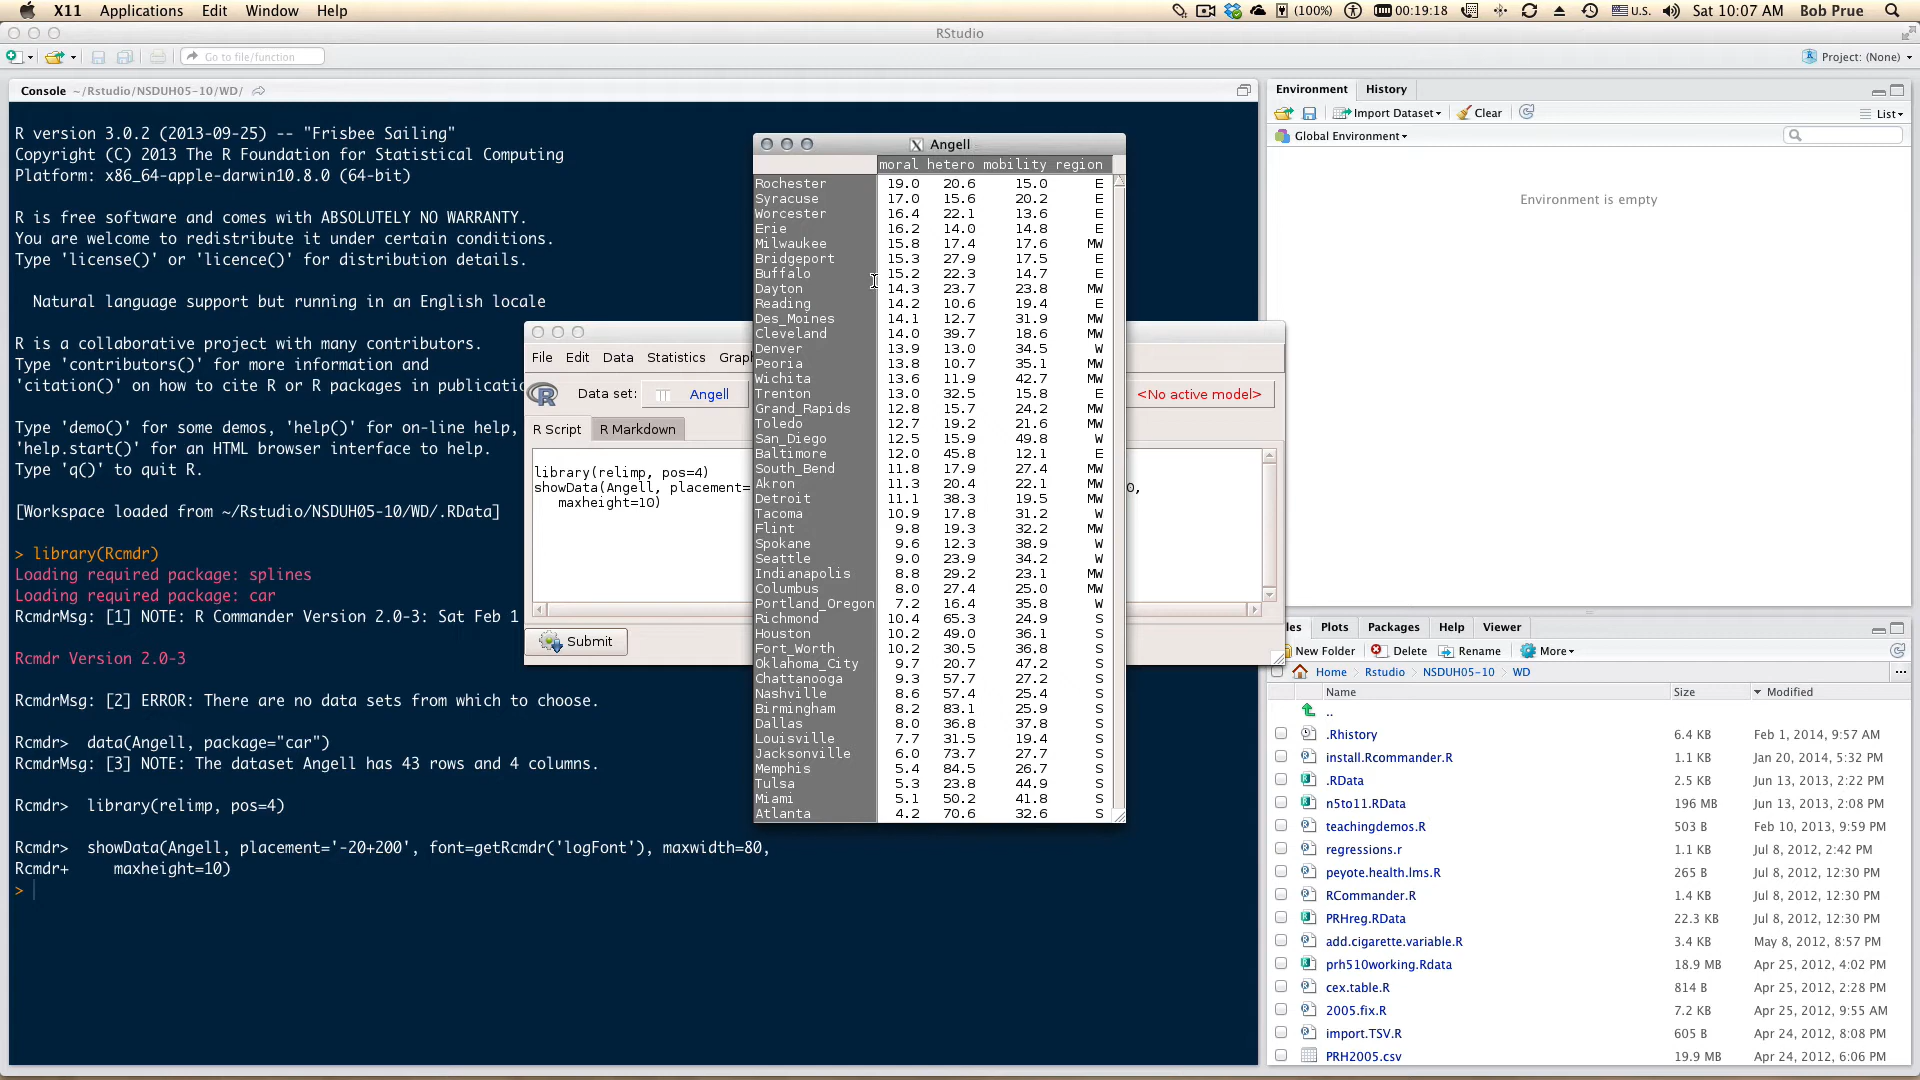 X11 Applications Edit Window Help
(100%) 00:19:18 U.S. Sat 10:07 AM Bob Prue
RStudio
Go to file/function
Project: (None)
Console ~/Rstudio/NSDUH05-10/WD/
R version 3.0.2 (2013-09-25) -- "Frisbee Sailing"
Copyright (C) 2013 The R Foundation for Statistical Computing
Platform: x86_64-apple-darwin10.8.0 (64-bit)
R is free software and comes with ABSOLUTELY NO WARRANTY.
You are welcome to redistribute it under certain conditions.
Type 'license()' or 'licence()' for distribution details.
Natural language support but running in an English locale
R is a collaborative project with many contributors.
Type 'contributors()' for more information and
'citation()' on how to cite R or R packages in publicatio
Type 'demo()' for some demos, 'help()' for on-line help,
'help.start()' for an HTML browser interface to help.
Type 'q()' to quit R.
[Workspace loaded from ~/Rstudio/NSDUH05-10/WD/.RData]
> library(Rcmdr)
Loading required package: splines
Loading required package: car
RcmdrMsg: [1] NOTE: R Commander Version 2.0-3: Sat Feb 1
Rcmdr Version 2.0-3
RcmdrMsg: [2] ERROR: There are no data sets from which to choose.
Rcmdr> data(Angell, package="car")
RcmdrMsg: [3] NOTE: The dataset Angell has 43 rows and 4 columns.
Rcmdr> library(relimp, pos=4)
Rcmdr> showData(Angell, placement='-20+200', font=getRcmdr('logFont'), maxwidth=80,
Rcmdr+ maxheight=10)
>
File Edit Data Statistics Grap
Data set: Angell
<No active model>
R Script R Markdown
library(relimp, pos=4)
showData(Angell, placement= 0,
maxheight=10)
Submit
Angell
moral hetero mobility region
Rochester 19.0 20.6 15.0 E
Syracuse 17.0 15.6 20.2 E
Worcester 16.4 22.1 13.6 E
Erie 16.2 14.0 14.8 E
Milwaukee 15.8 17.4 17.6 MW
Bridgeport 15.3 27.9 17.5 E
Buffalo 15.2 22.3 14.7 E
Dayton 14.3 23.7 23.8 MW
Reading 14.2 10.6 19.4 E
Des_Moines 14.1 12.7 31.9 MW
Cleveland 14.0 39.7 18.6 MW
Denver 13.9 13.0 34.5 W
Peoria 13.8 10.7 35.1 MW
Wichita 13.6 11.9 42.7 MW
Trenton 13.0 32.5 15.8 E
Grand_Rapids 12.8 15.7 24.2 MW
Toledo 12.7 19.2 21.6 MW
San_Diego 12.5 15.9 49.8 W
Baltimore 12.0 45.8 12.1 E
South_Bend 11.8 17.9 27.4 MW
Akron 11.3 20.4 22.1 MW
Detroit 11.1 38.3 19.5 MW
Tacoma 10.9 17.8 31.2 W
Flint 9.8 19.3 32.2 MW
Spokane 9.6 12.3 38.9 W
Seattle 9.0 23.9 34.2 W
Indianapolis 8.8 29.2 23.1 MW
Columbus 8.0 27.4 25.0 MW
Portland_Oregon 7.2 16.4 35.8 W
Richmond 10.4 65.3 24.9 S
Houston 10.2 49.0 36.1 S
Fort_Worth 10.2 30.5 36.8 S
Oklahoma_City 9.7 20.7 47.2 S
Chattanooga 9.3 57.7 27.2 S
Nashville 8.6 57.4 25.4 S
Birmingham 8.2 83.1 25.9 S
Dallas 8.0 36.8 37.8 S
Louisville 7.7 31.5 19.4 S
Jacksonville 6.0 73.7 27.7 S
Memphis 5.4 84.5 26.7 S
Tulsa 5.3 23.8 44.9 S
Miami 5.1 50.2 41.8 S
Atlanta 4.2 70.6 32.6 S
Environment History
Import Dataset Clear List
Global Environment
Environment is empty
les Plots Packages Help Viewer
New Folder Delete Rename More
Home Rstudio NSDUH05-10 WD ...
Name Size Modified
..
.Rhistory 6.4 KB Feb 1, 2014, 9:57 AM
install.Rcommander.R 1.4 KB Jan 20, 2014, 5:32 PM
.RData 2.5 KB Jun 13, 2013, 2:22 PM
n5to11.RData 196 MB Jun 13, 2013, 2:08 PM
teachingdemos.R 503 B Feb 10, 2013, 9:59 PM
regressions.r 1.1 KB Jul 8, 2012, 2:42 PM
peyote.health.lms.R 265 B Jul 8, 2012, 12:30 PM
RCommander.R 1.4 KB Jul 8, 2012, 12:30 PM
PRHreg.RData 22.3 KB Jul 8, 2012, 12:30 PM
add.cigarette.variable.R 3.4 KB May 8, 2012, 8:57 PM
prh510working.Rdata 18.9 MB Apr 25, 2012, 4:02 PM
cex.table.R 814 B Apr 25, 2012, 2:28 PM
2005.fix.R 7.2 KB Apr 25, 2012, 9:55 AM
import.TSV.R 605 B Apr 24, 2012, 8:08 PM
PRH2005.csv 19.9 MB Apr 24, 2012, 6:06 PM